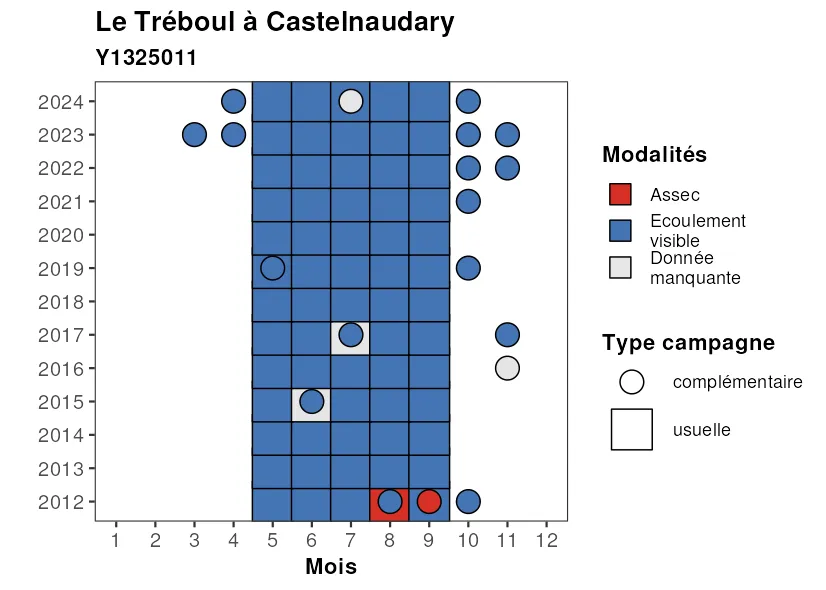 Le Tréboul à Castelnaudary
Y1325011
2024
2023
2022
2021
2020
2019
2018
2017
2016
2015
2014
2013
2012
1 2 3 4 5 6 7 8 9 10 11 12
Mois
Modalités
Assec
Ecoulement
visible
Donnée
manquante
Type campagne
complémentaire
usuelle